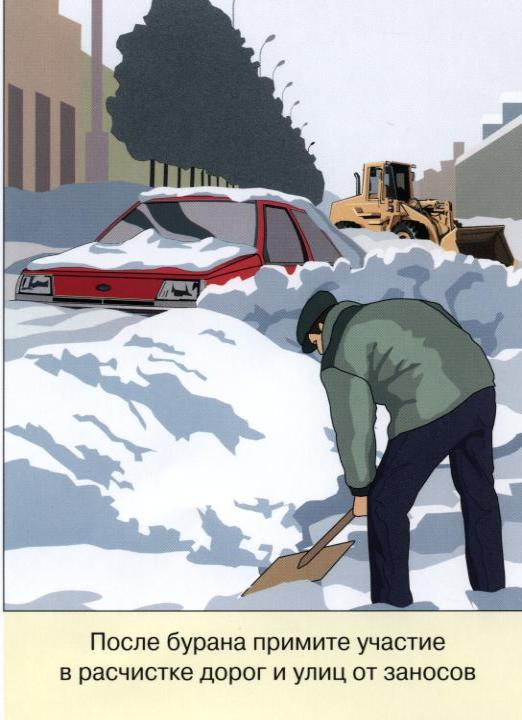 После бурана примите участие
в расчистке дорог и улиц от заносов